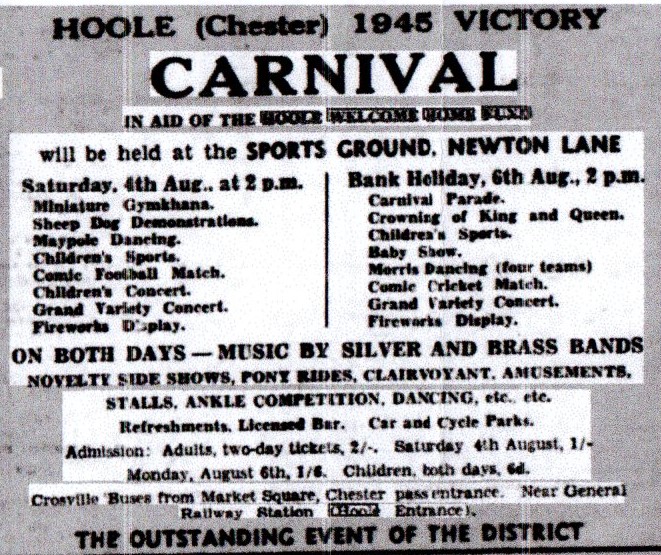 HOOLE (Chester) 1945 VICTORY
CARNIVAL
IN AID OF THE HOOLE WELCOME HOME FUND
will be held at the SPORTS GROUND, NEWTON LANE
Saturday, 4th Aug., at 2 p.m.
Miniature Gymkhana.
Sheep Dog Demonstrations.
Maypole Dancing.
Children's Sports.
Comic Football Match.
Children's Concert.
Grand Variety Concert.
Fireworks Display.
Bank Holiday, 6th Aug., 2 p.m.
Carnival Parade.
Crowning of King and Queen.
Children's Sports.
Baby Show.
Morris Dancing (four teams)
Comic Cricket Match.
Grand Variety Concert.
Fireworks Display.
ON BOTH DAYS — MUSIC BY SILVER AND BRASS BANDS
NOVELTY SIDE SHOWS, PONY RIDES, CLAIRVOYANT, AMUSEMENTS,
STALLS, ANKLE COMPETITION, DANCING, etc., etc.
Refreshments, Licensed Bar. Car and Cycle Parks.
Admission: Adults, two-day tickets, 2/-. Saturday 4th August, 1/-
Monday, August 6th, 1/6. Children, both days, 6d.
Crosville Buses from Market Square, Chester pass entrance. Near General
Railway Station (Hoole Entrance).
THE OUTSTANDING EVENT OF THE DISTRICT